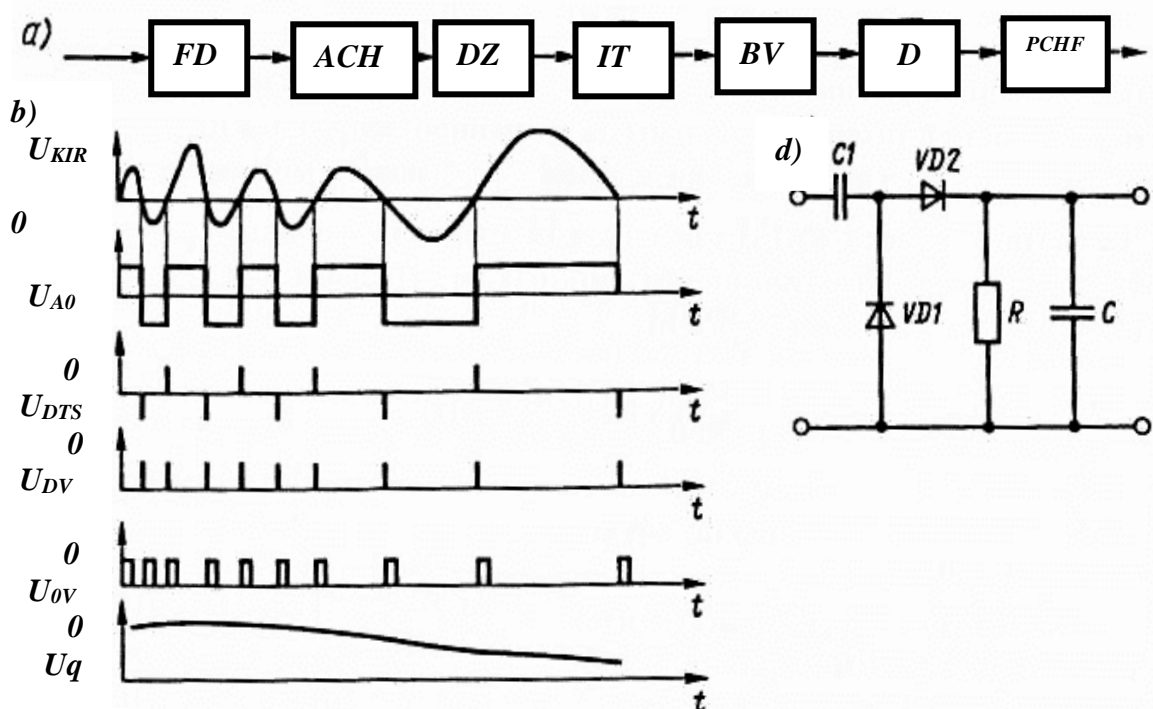 a)
FD ACH DZ IT BV D PCHF
b)
U_KIR
d) C1 VD2
t
0
U_A0
t
VD1 R C
0
U_DTS
t
0
U_DV
t
0
U_0V
t
0
Uq
t